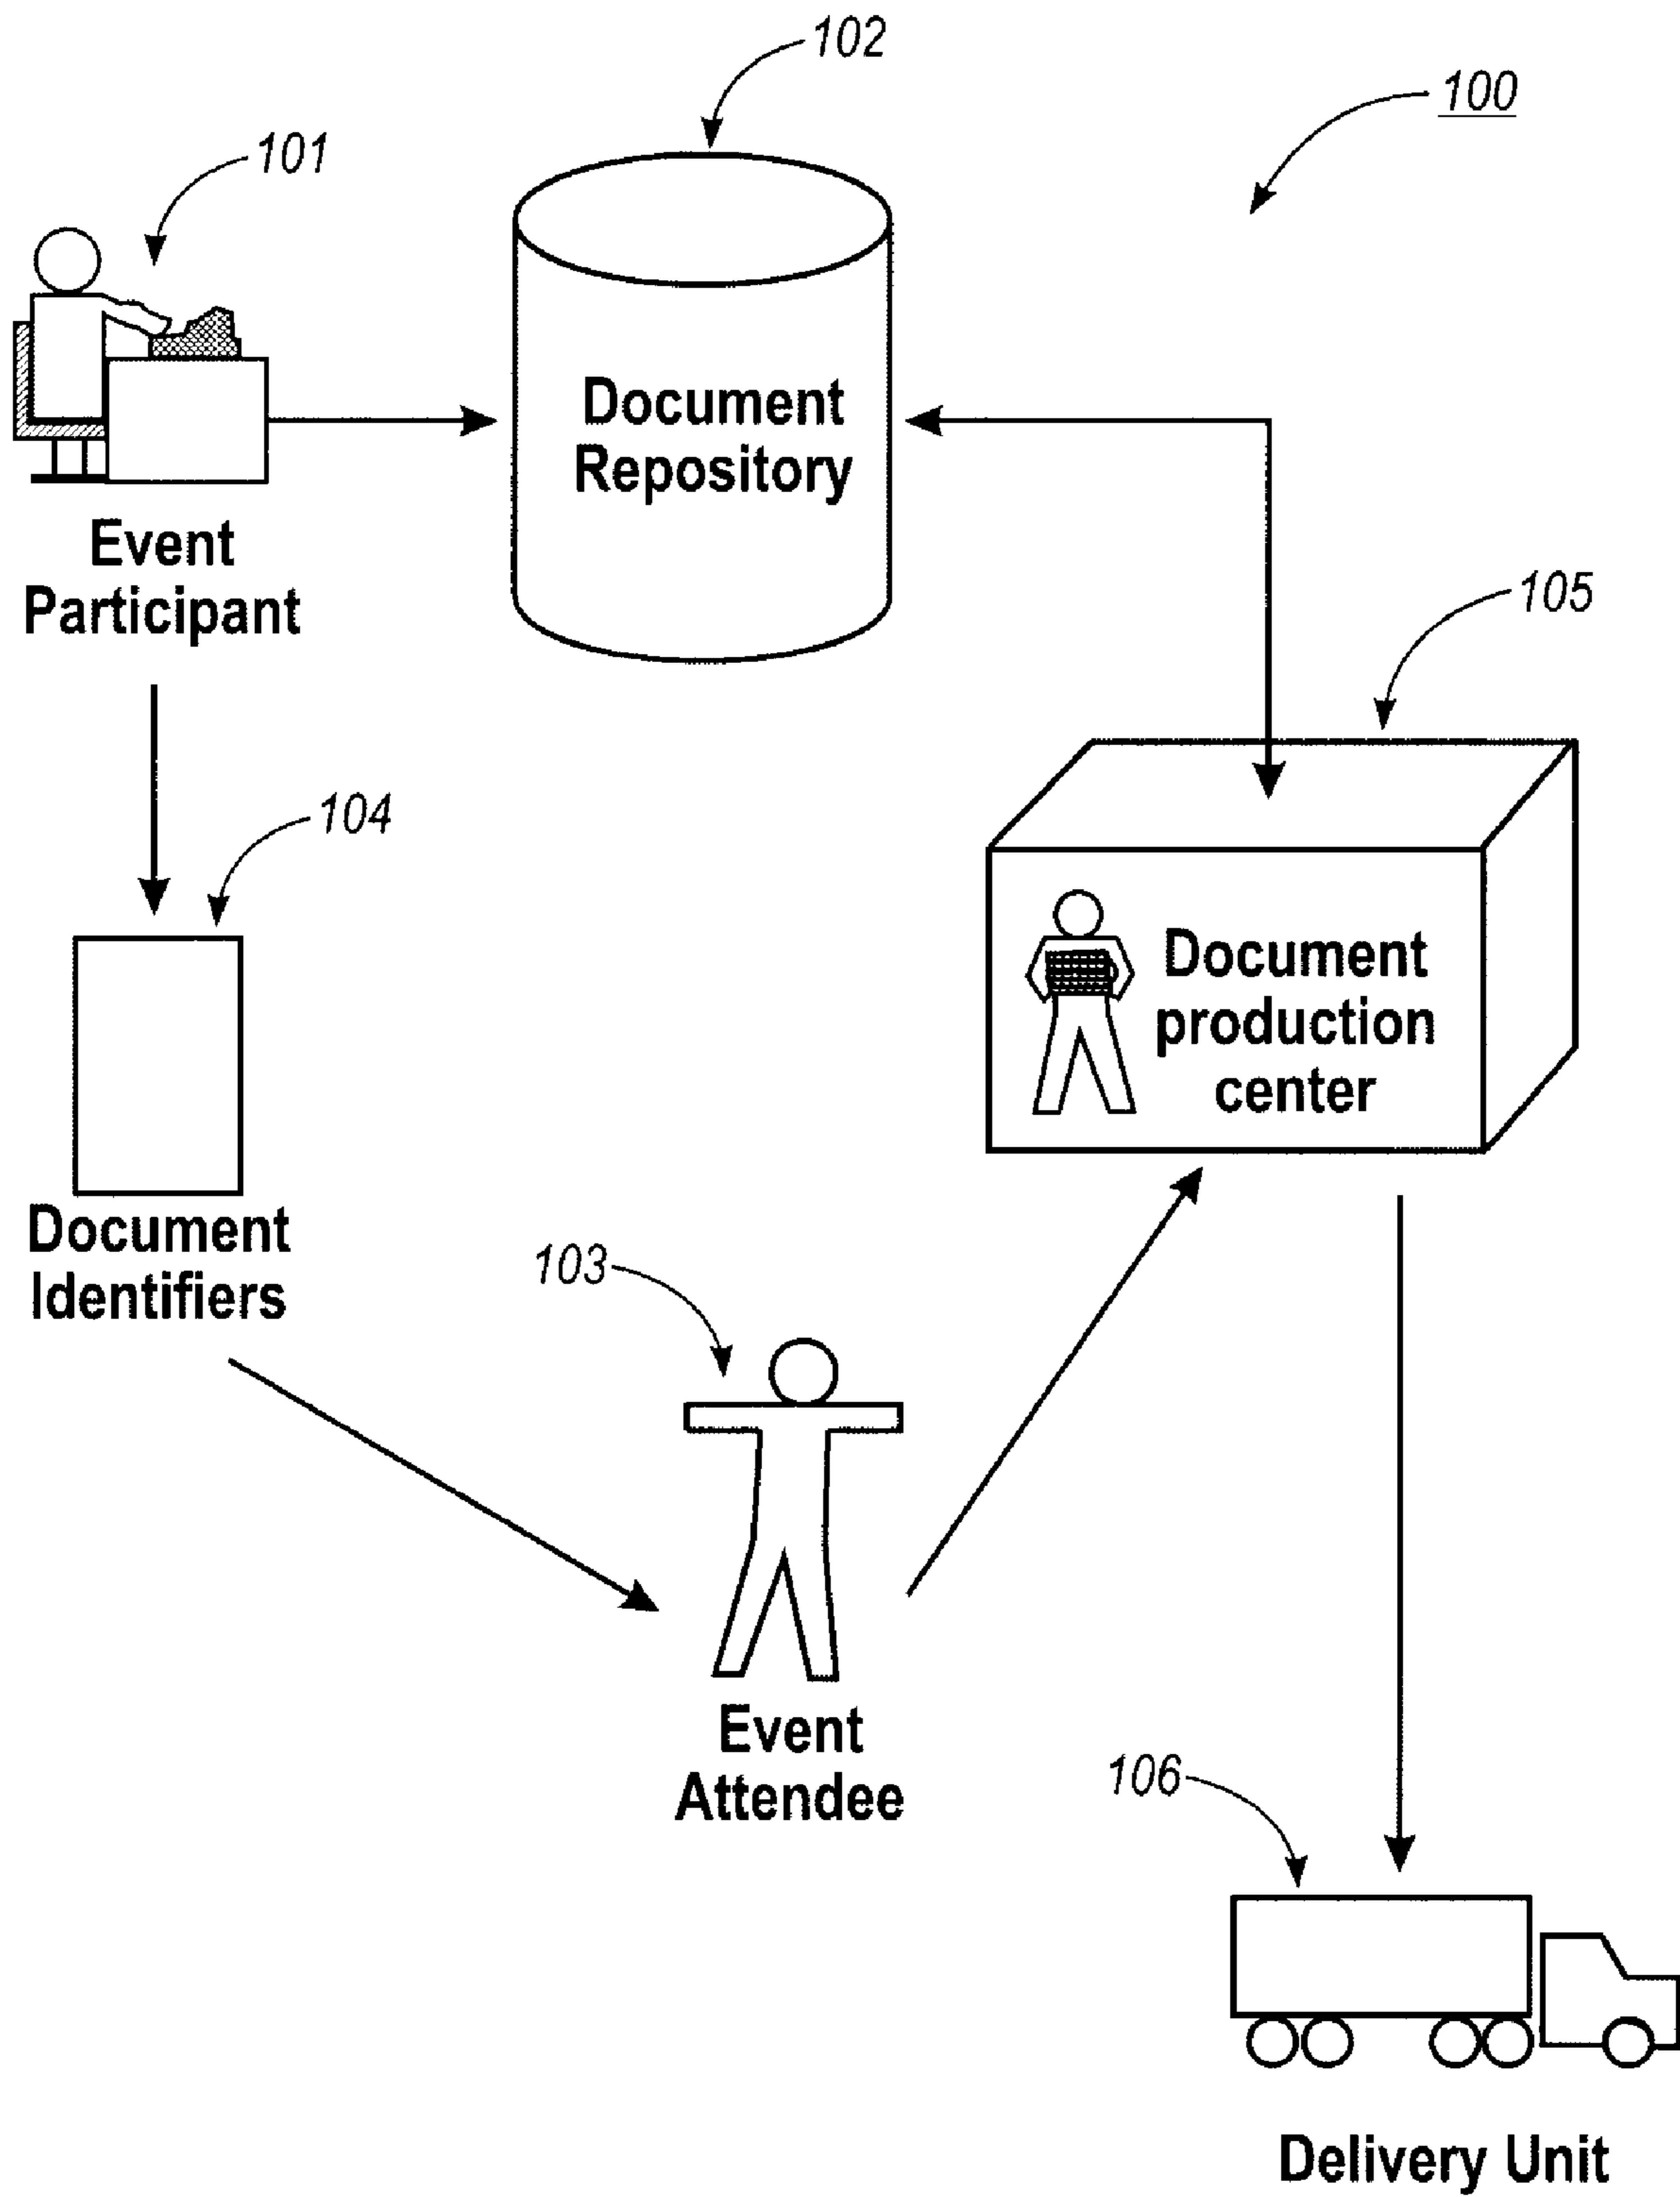 102
100
101
Document
Repository
Event
Participant
105
104
Document
production
center
Document
Identifiers
103
Event
Attendee
106
Delivery Unit